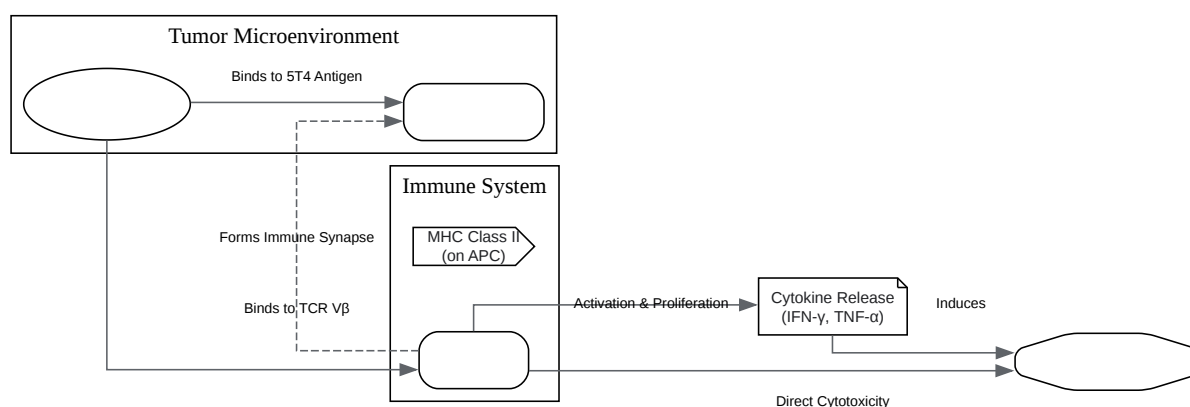 Tumor Microenvironment
Binds to 5T4 Antigen
Immune System
MHC Class II
(on APC)
Forms Immune Synapse
Binds to TCR Vβ
Activation & Proliferation
Cytokine Release
(IFN-γ, TNF-α)
Induces
Direct Cytotoxicity